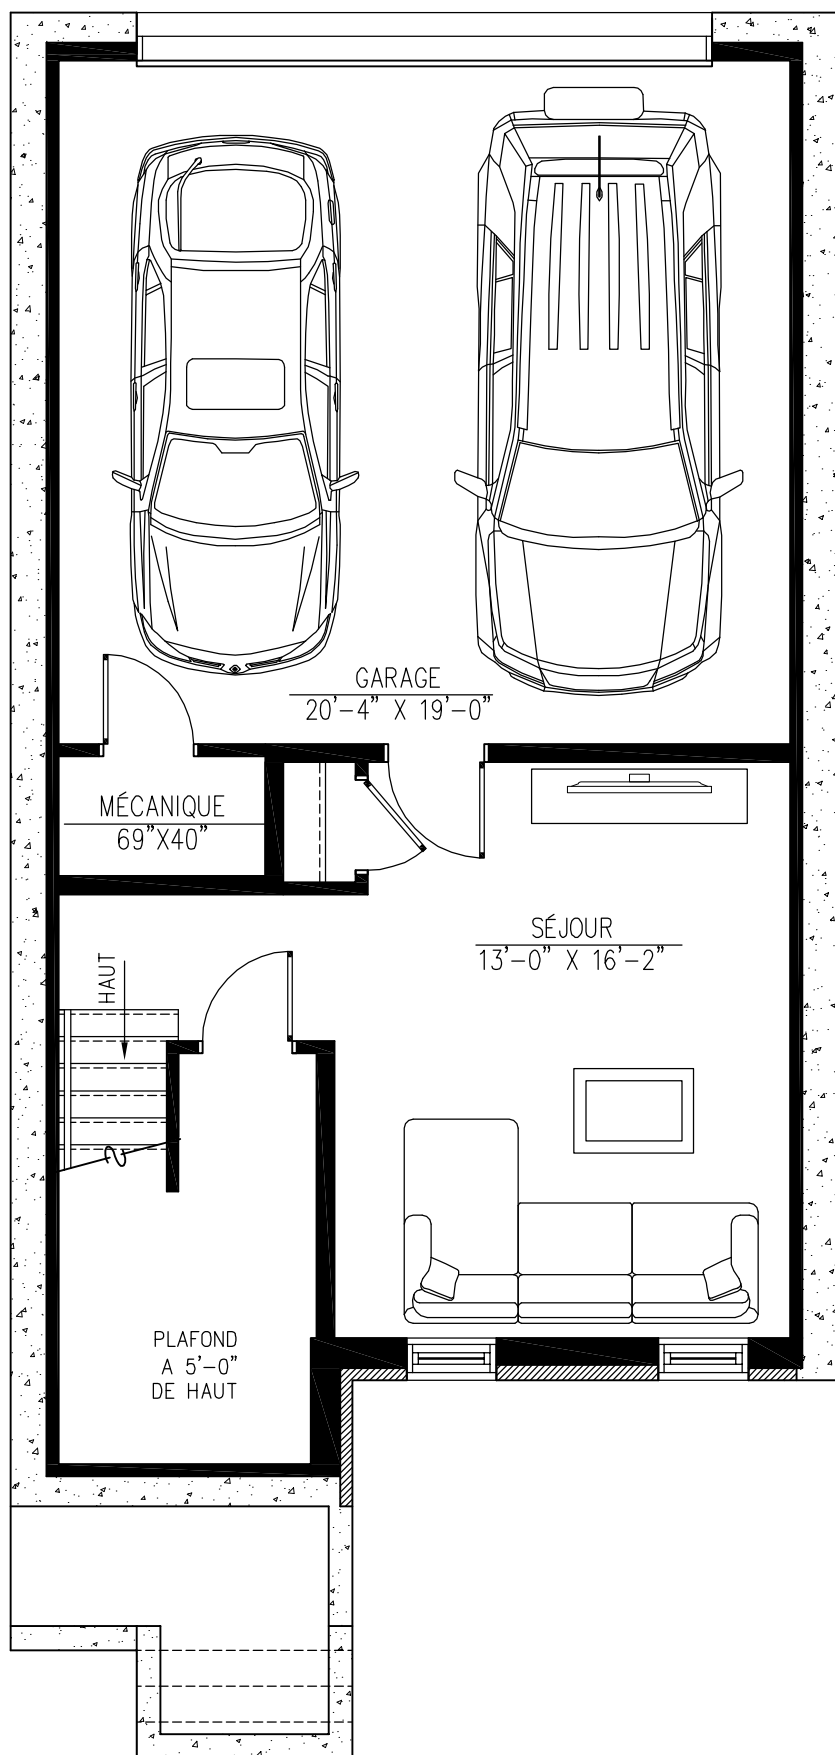 GARAGE
20'-4" X 19'-0"
MÉCANIQUE
69"X40"
SÉJOUR
13'-0" X 16'-2"
HAUT
PLAFOND
A 5'-0"
DE HAUT